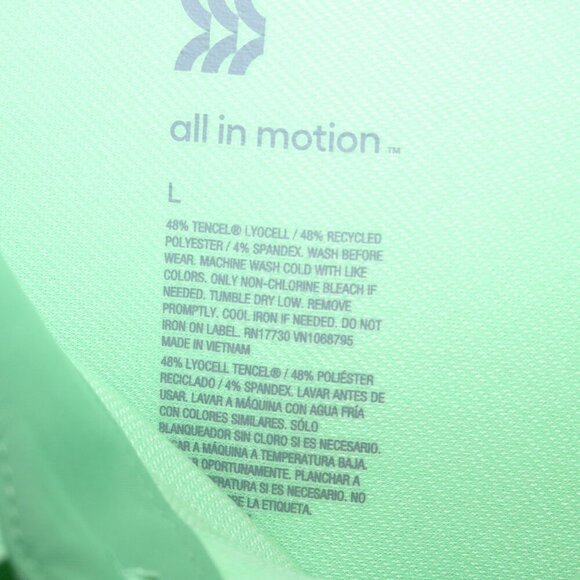 all in motion™
L
48% TENCEL® LYOCELL / 48% RECYCLED
POLYESTER / 4% SPANDEX. WASH BEFORE
WEAR. MACHINE WASH COLD WITH LIKE
COLORS. ONLY NON-CHLORINE BLEACH IF
NEEDED. TUMBLE DRY LOW. REMOVE
PROMPTLY. COOL IRON IF NEEDED. DO NOT
IRON ON LABEL. RN17730 VN1068795
MADE IN VIETNAM
48% LYOCELL TENCEL® / 48% POLIÉSTER
RECICLADO / 4% SPANDEX. LAVAR ANTES DE
USAR. LAVAR A MÁQUINA CON AGUA FRÍA
CON COLORES SIMILARES. SÓLO
BLANQUEADOR SIN CLORO SI ES NECESARIO.
A MÁQUINA A TEMPERATURA BAJA.
OPORTUNAMENTE. PLANCHAR A
SI ES NECESARIO. NO
LA ETIQUETA.